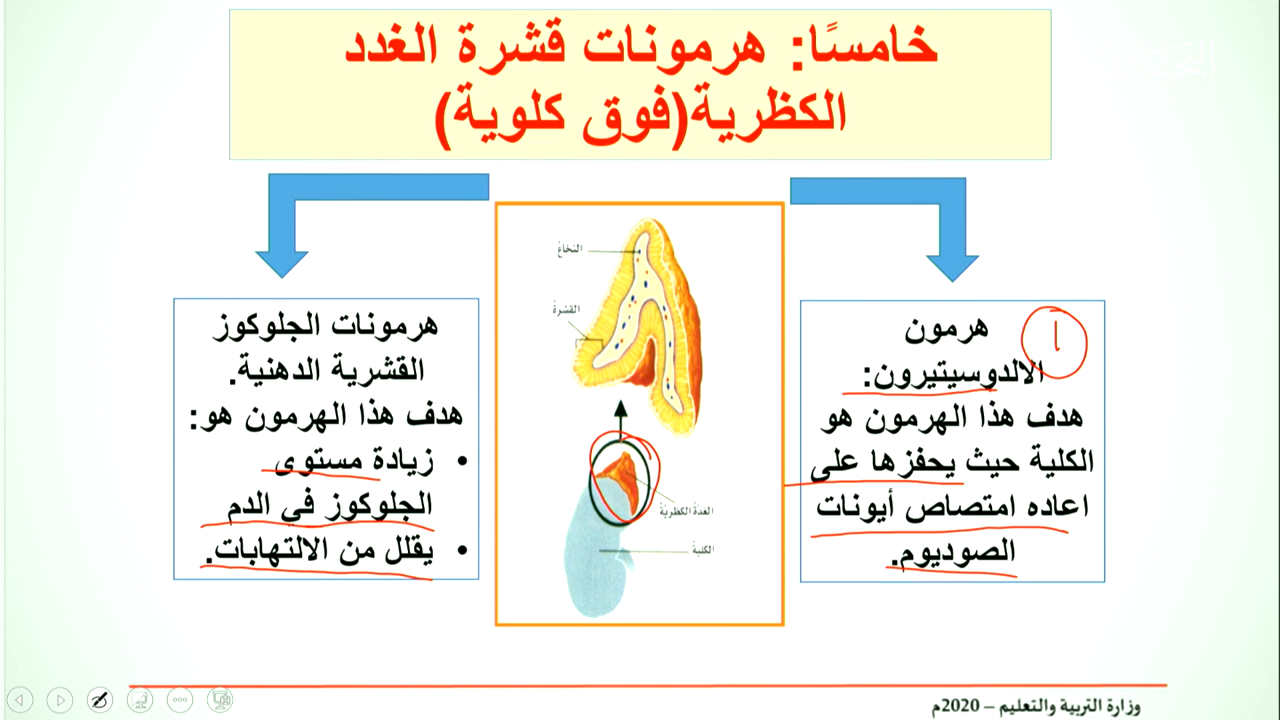 خامسًا: هرمونات قشرة الغدد
الكظرية(فوق كلوية)
هرمون
الالدوسيتيرون:
هدف هذا الهرمون هو
الكلية حيث يحفزها على
اعاده امتصاص أيونات
الصوديوم.
1
النخاع
القشرة
الغدة الكظرية
الكلية
هرمونات الجلوكوز
القشرية الدهنية.
هدف هذا الهرمون هو:
• زيادة مستوى
الجلوكوز في الدم
• يقلل من الالتهابات.
وزارة التربية والتعليم – 2020م